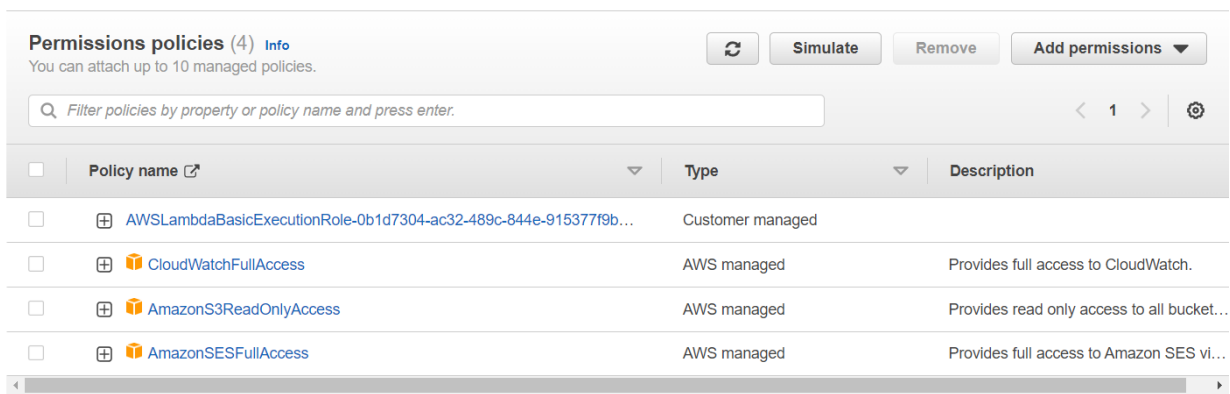 Permissions policies (4) Info
You can attach up to 10 managed policies.
Simulate Remove Add permissions
Filter policies by property or policy name and press enter.
1
Policy name Type Description
AWSLambdaBasicExecutionRole-0b1d7304-ac32-489c-844e-915377f9b... Customer managed
CloudWatchFullAccess AWS managed Provides full access to CloudWatch.
AmazonS3ReadOnlyAccess AWS managed Provides read only access to all bucket...
AmazonSESFullAccess AWS managed Provides full access to Amazon SES vi...